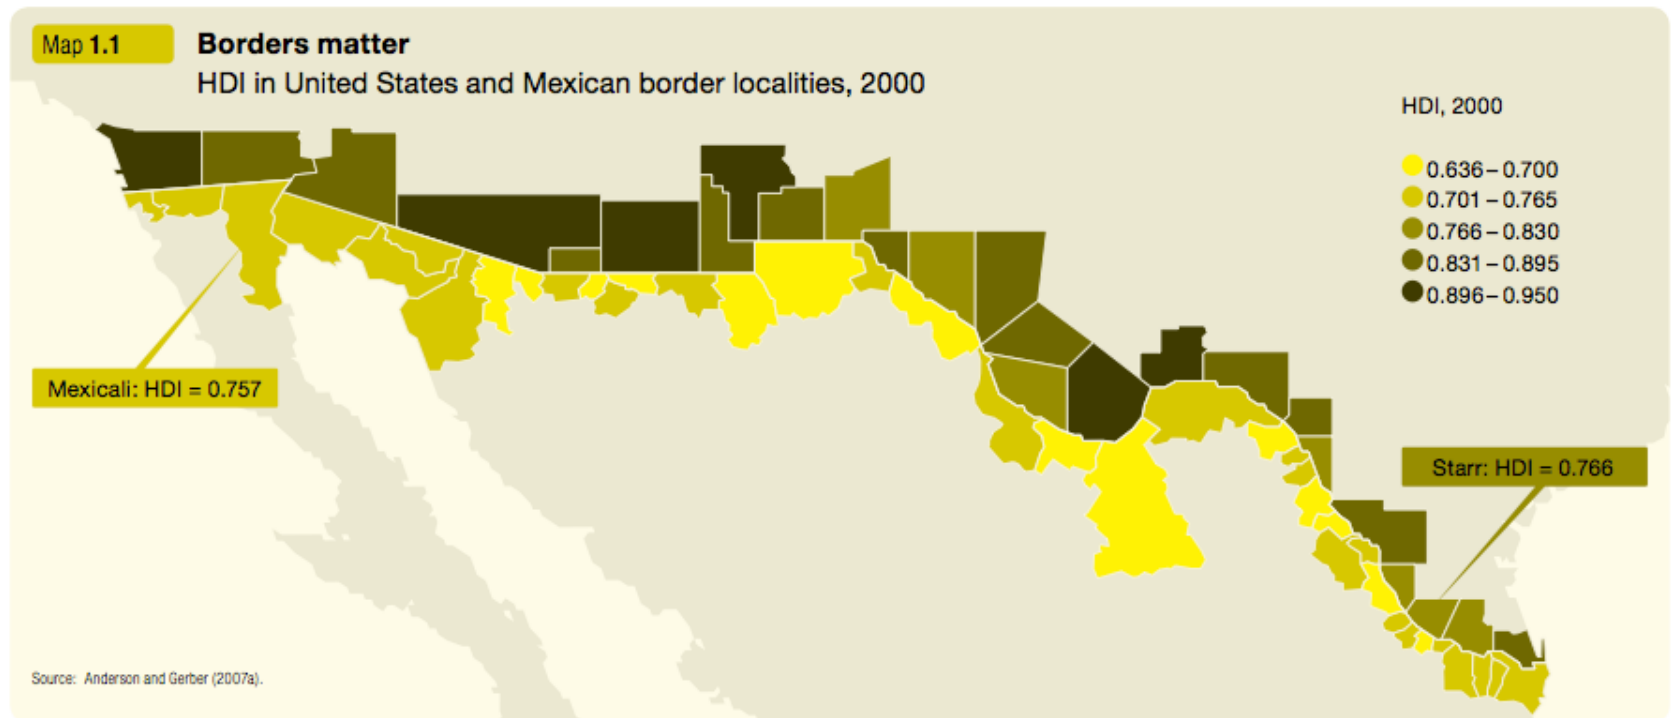 Map 1.1
Borders matter
HDI in United States and Mexican border localities, 2000
HDI, 2000
0.636–0.700
0.701–0.765
0.766–0.830
0.831–0.895
0.896–0.950
Mexicali: HDI = 0.757
Starr: HDI = 0.766
Source: Anderson and Gerber (2007a).